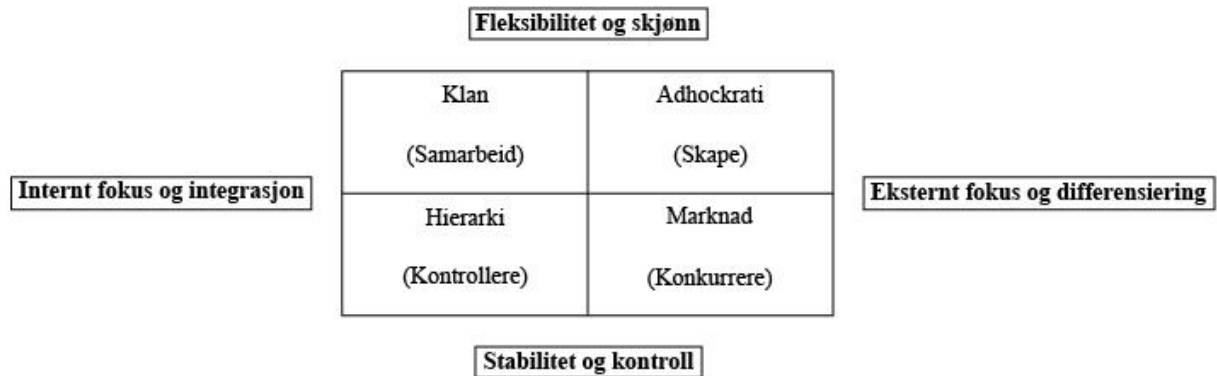 Fleksibilitet og skjønn
Klan
Adhockrati
(Samarbeid)
(Skape)
Internt fokus og integrasjon
Eksternt fokus og differensiering
Hierarki
Marknad
(Kontrollere)
(Konkurrere)
Stabilitet og kontroll